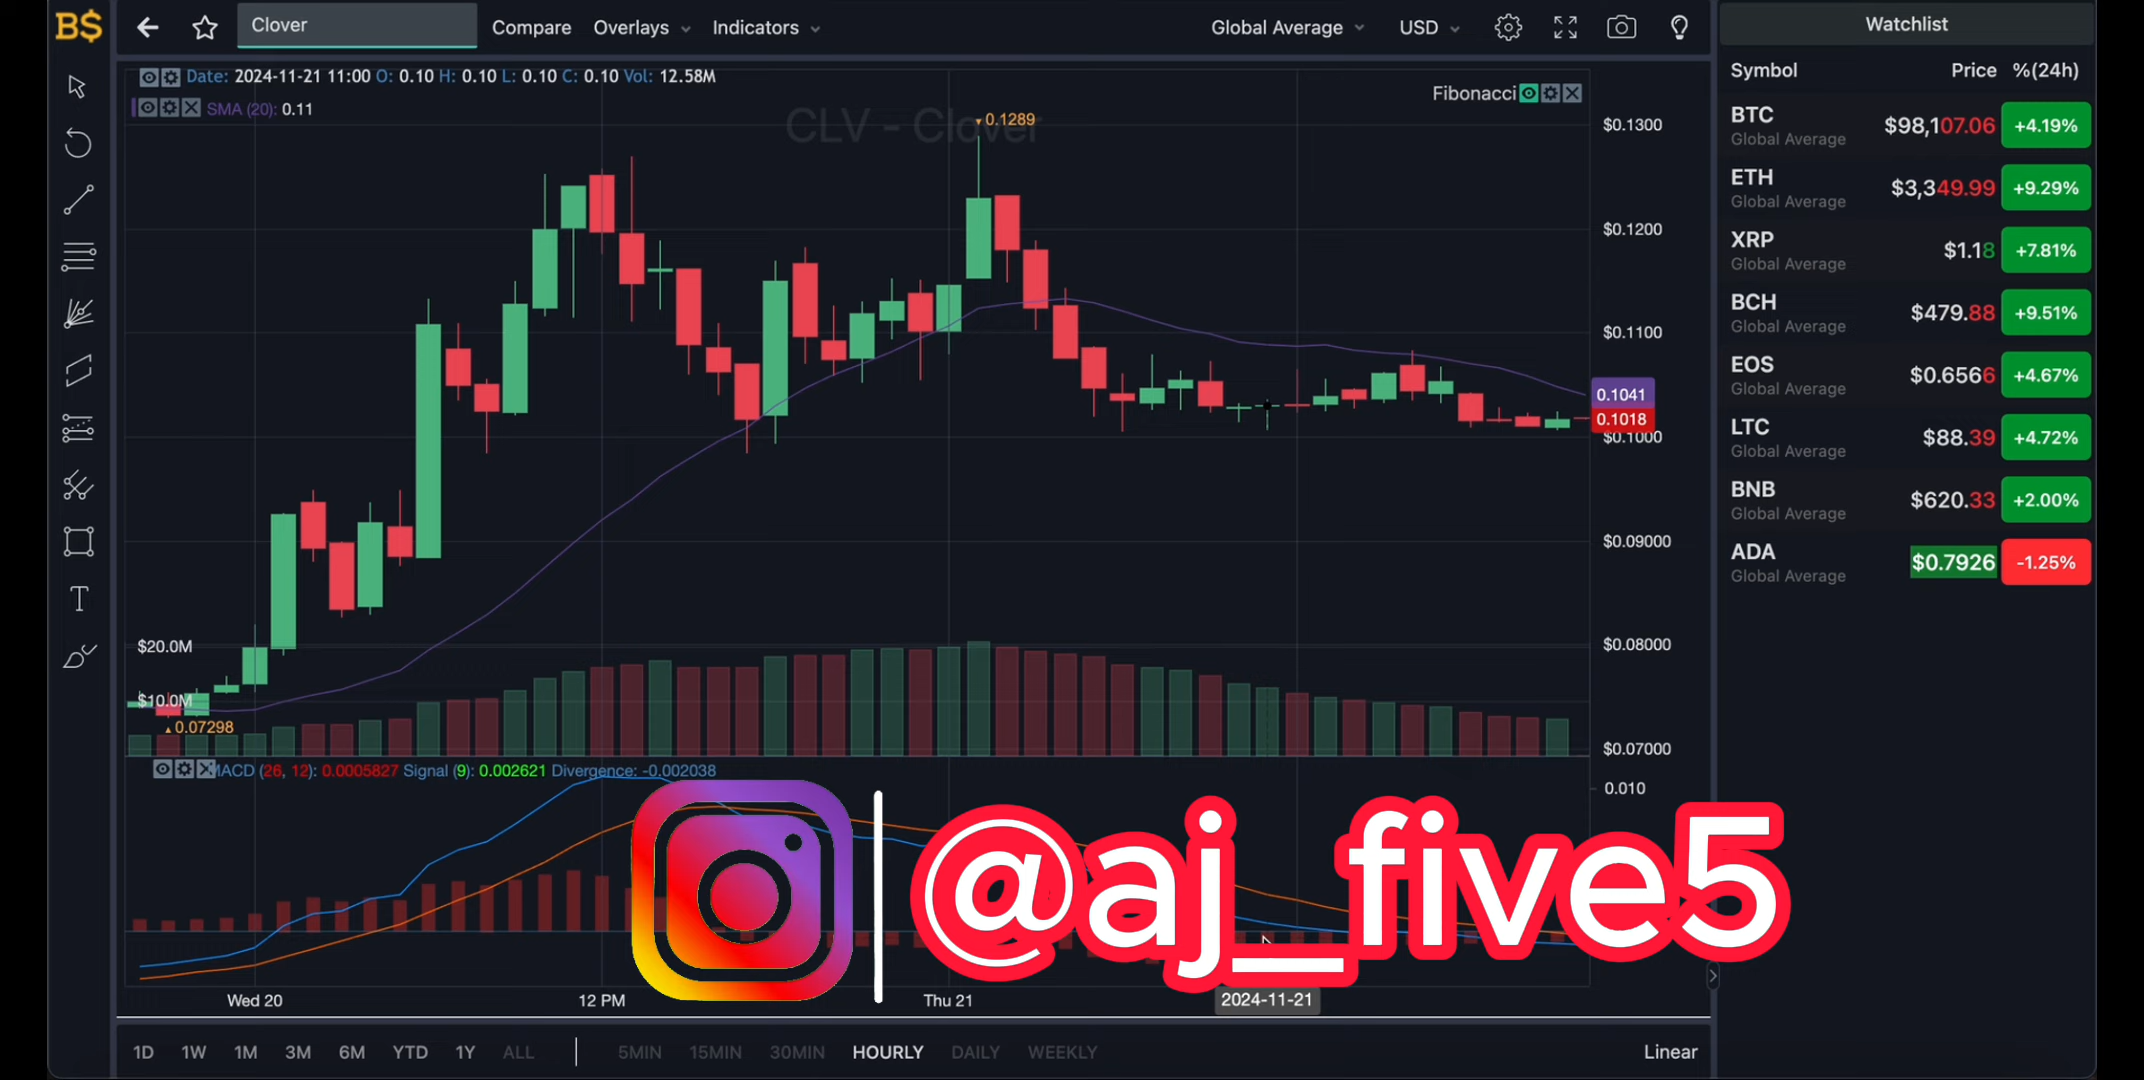 B$
Clover
Compare
Overlays
Indicators
Global Average
USD
Date: 2024-11-21 11:00 O: 0.10 H: 0.10 L: 0.10 C: 0.10 Vol: 12.58M
SMA (20): 0.11
Fibonacci
CLV - Clover
0.1289
$0.1300
$0.1200
$0.1100
0.1041
0.1018
$0.1000
$0.09000
$0.08000
$0.07000
$20.0M
$10.0M
0.07298
MACD (26, 12): 0.0005827 Signal (9): 0.002621 Divergence: -0.002038
0.010
@aj_five5
Wed 20
12 PM
Thu 21
2024-11-21
1D 1W 1M 3M 6M YTD 1Y ALL
5MIN 15MIN 30MIN HOURLY DAILY WEEKLY
Linear
Watchlist
Symbol Price %(24h)
BTC $98,107.06 +4.19%
Global Average
ETH $3,349.99 +9.29%
Global Average
XRP $1.18 +7.81%
Global Average
BCH $479.88 +9.51%
Global Average
EOS $0.6566 +4.67%
Global Average
LTC $88.39 +4.72%
Global Average
BNB $620.33 +2.00%
Global Average
ADA $0.7926 -1.25%
Global Average
T